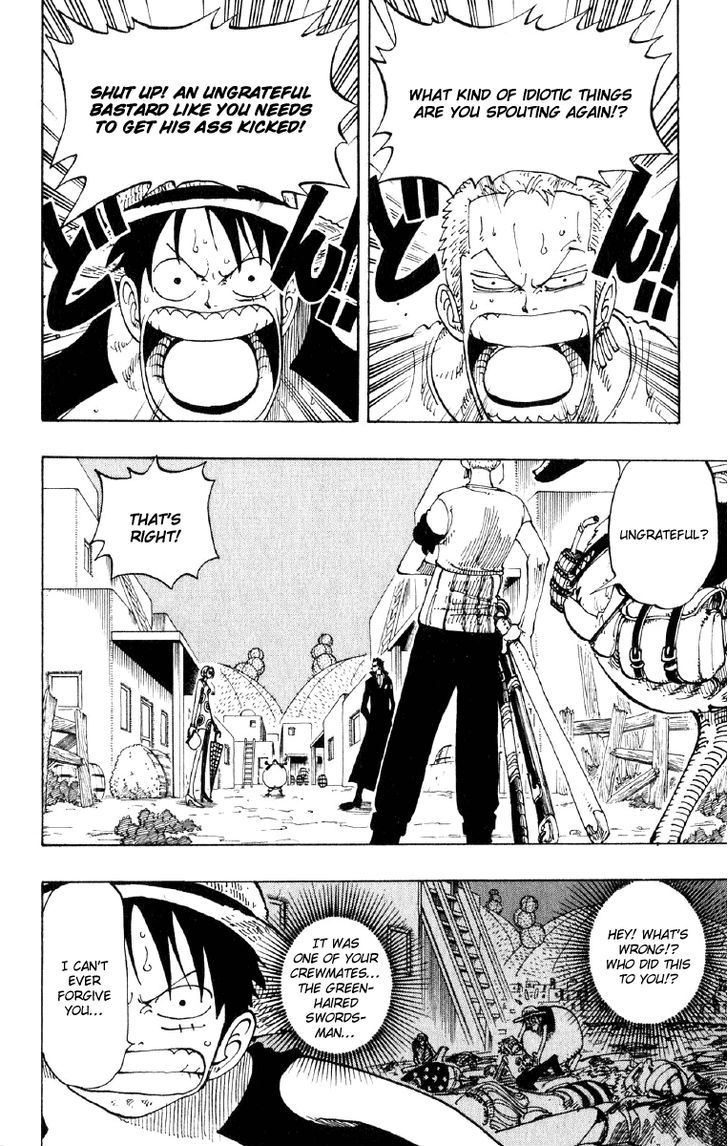 WHAT KIND OF IDIOTIC THINGS
ARE YOU SPOUTING AGAIN!?
どん!!
SHUT UP! AN UNGRATEFUL
BASTARD LIKE YOU NEEDS
TO GET HIS ASS KICKED!
どん!!
UNGRATEFUL?
THAT'S
RIGHT!
HEY! WHAT'S
WRONG!?
WHO DID THIS
TO YOU!?
IT WAS
ONE OF YOUR
CREWMATES...
THE GREEN-
HAIRED
SWORDS-
MAN...
I CAN'T
EVER
FORGIVE
YOU...